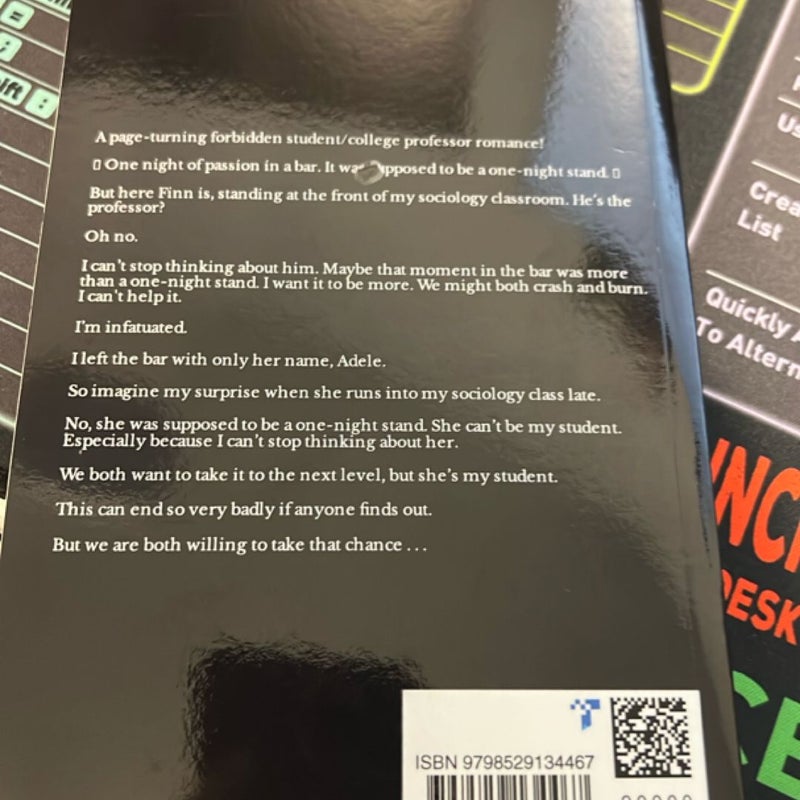 A page-turning forbidden student/college professor romance!
▯ One night of passion in a bar. It was supposed to be a one-night stand. ▯
But here Finn is, standing at the front of my sociology classroom. He's the
professor?
Oh no.
I can't stop thinking about him. Maybe that moment in the bar was more
than a one-night stand. I want it to be more. We might both crash and burn.
I can't help it.
I'm infatuated.
I left the bar with only her name, Adele.
So imagine my surprise when she runs into my sociology class late.
No, she was supposed to be a one-night stand. She can't be my student.
Especially because I can't stop thinking about her.
We both want to take it to the next level, but she's my student.
This can end so very badly if anyone finds out.
But we are both willing to take that chance . . .
ISBN 9798529134467
List
Quickly
To Altern